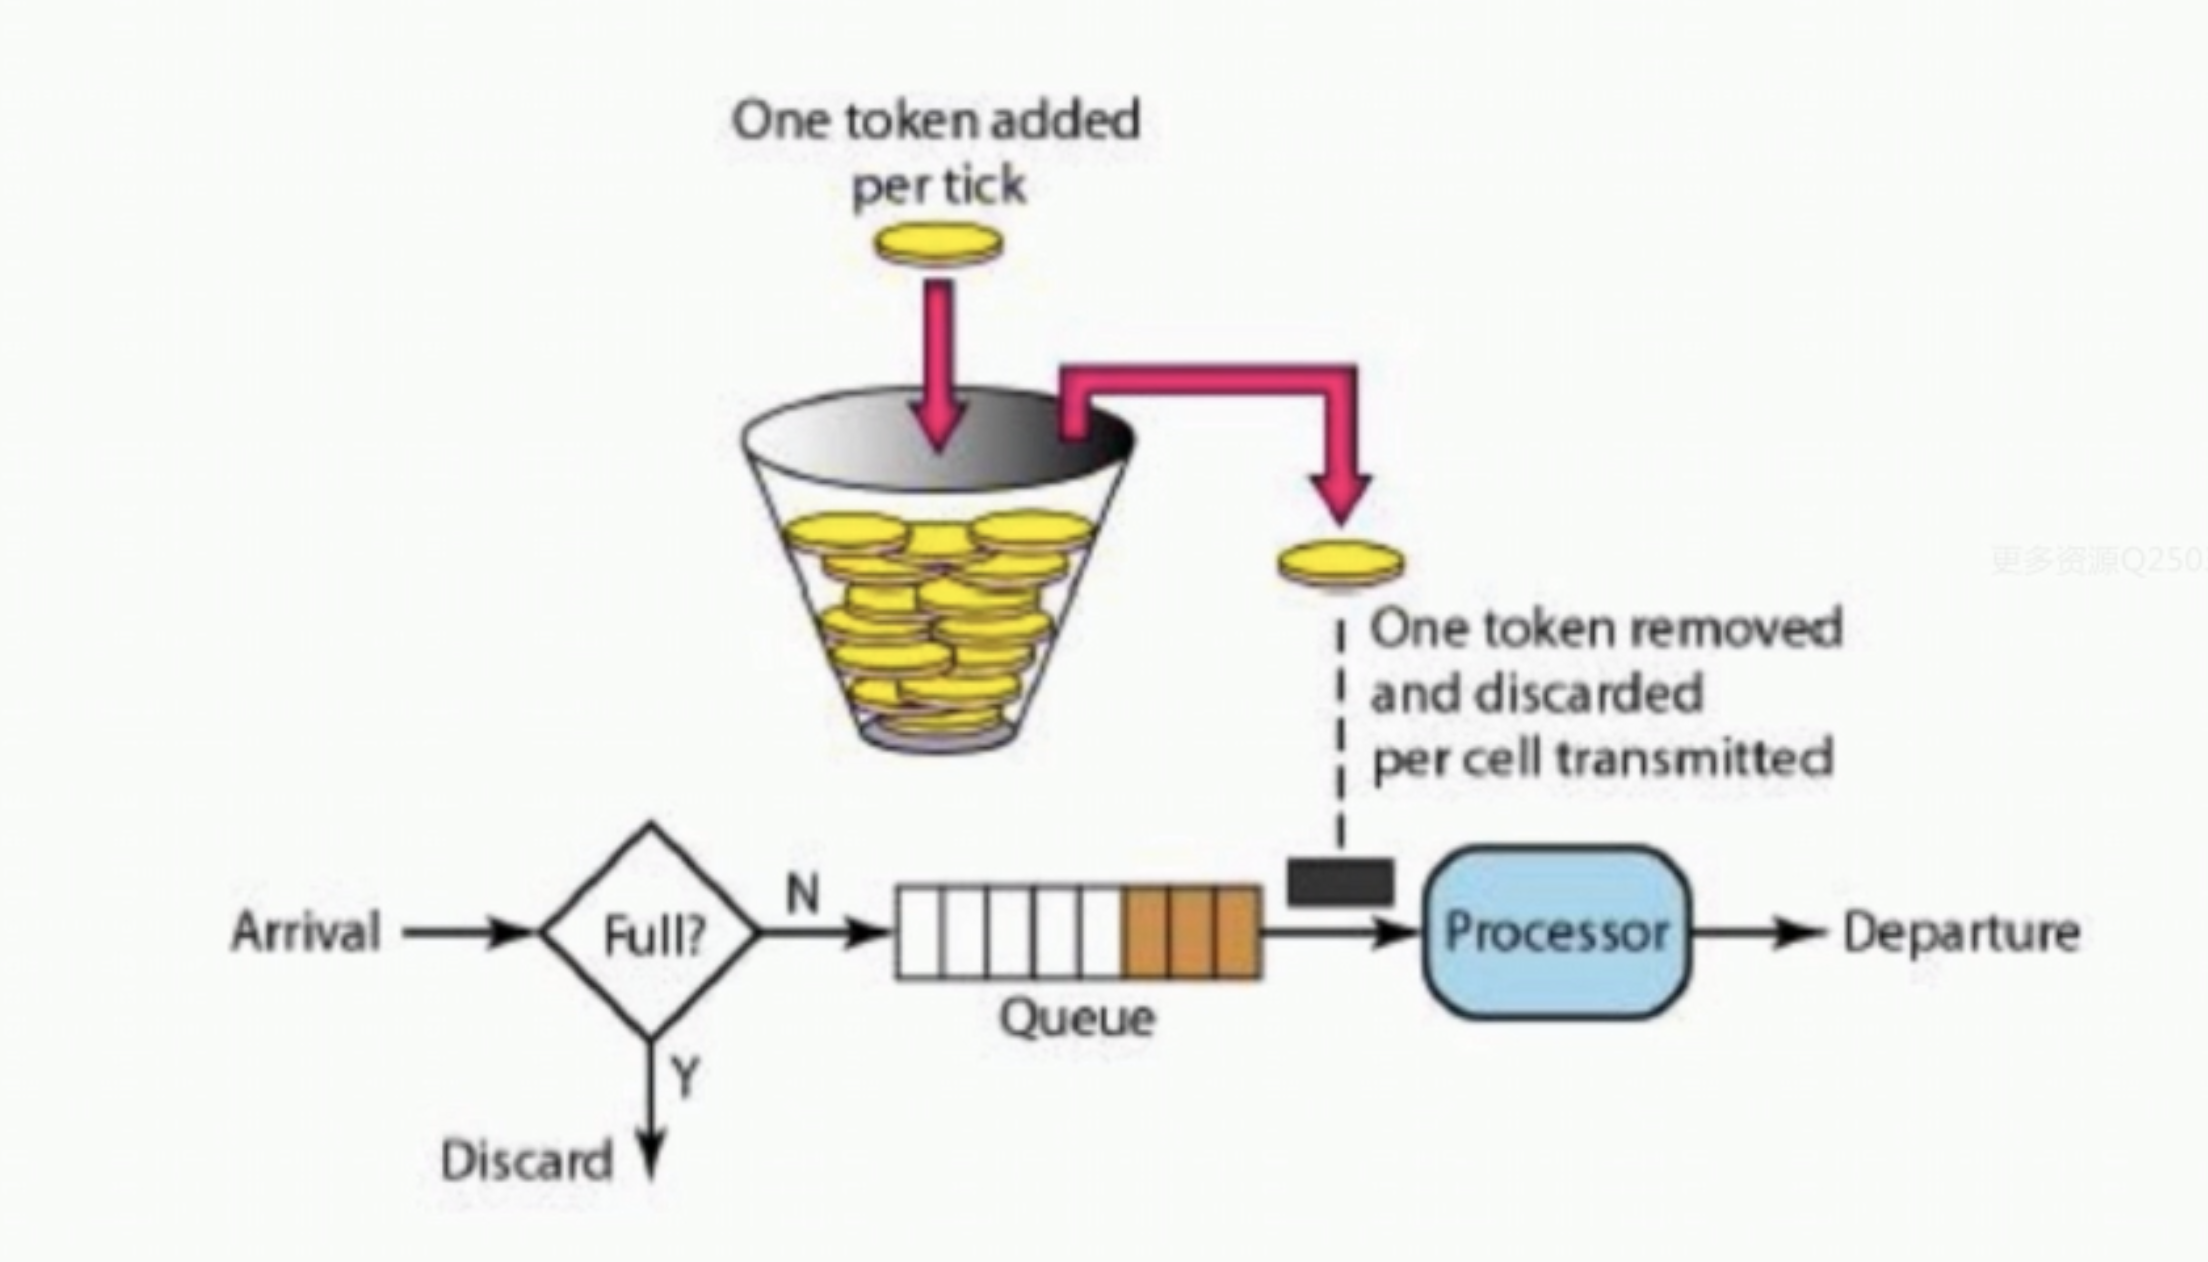 One token added
per tick
更多资源Q250
One token removed
and discarded
per cell transmitted
Arrival
Full?
N
Queue
Processor
Departure
Y
Discard